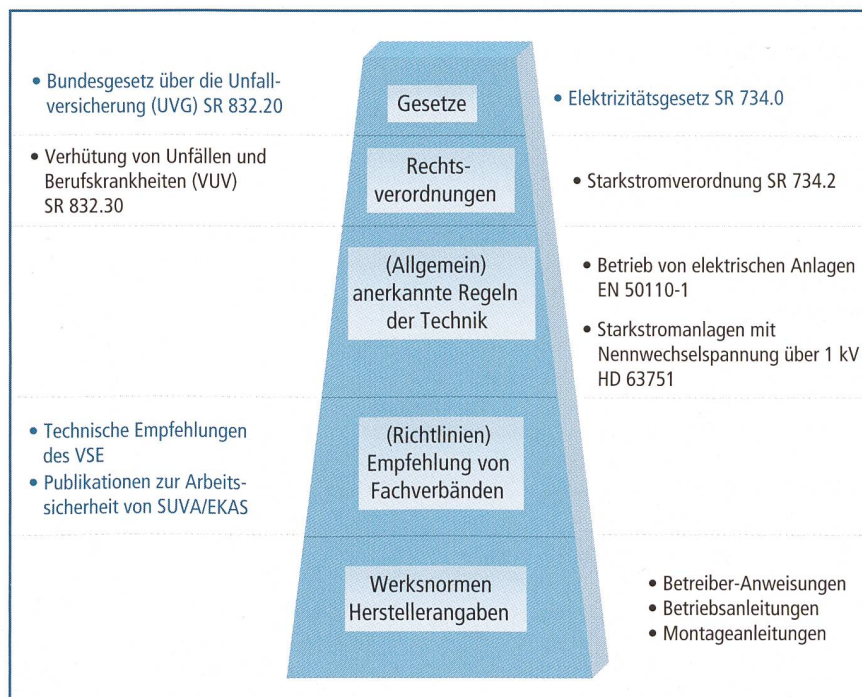 • Bundesgesetz über die Unfall-
versicherung (UVG) SR 832.20
Gesetze
• Elektrizitätsgesetz SR 734.0
• Verhütung von Unfällen und
Berufskrankheiten (VUV)
SR 832.30
Rechts-
verordnungen
• Starkstromverordnung SR 734.2
(Allgemein)
anerkannte Regeln
der Technik
• Betrieb von elektrischen Anlagen
EN 50110-1
• Starkstromanlagen mit
Nennwechselspannung über 1 kV
HD 63751
• Technische Empfehlungen
des VSE
• Publikationen zur Arbeits-
sicherheit von SUVA/EKAS
(Richtlinien)
Empfehlung von
Fachverbänden
Werksnormen
Herstellerangaben
• Betreiber-Anweisungen
• Betriebsanleitungen
• Montageanleitungen